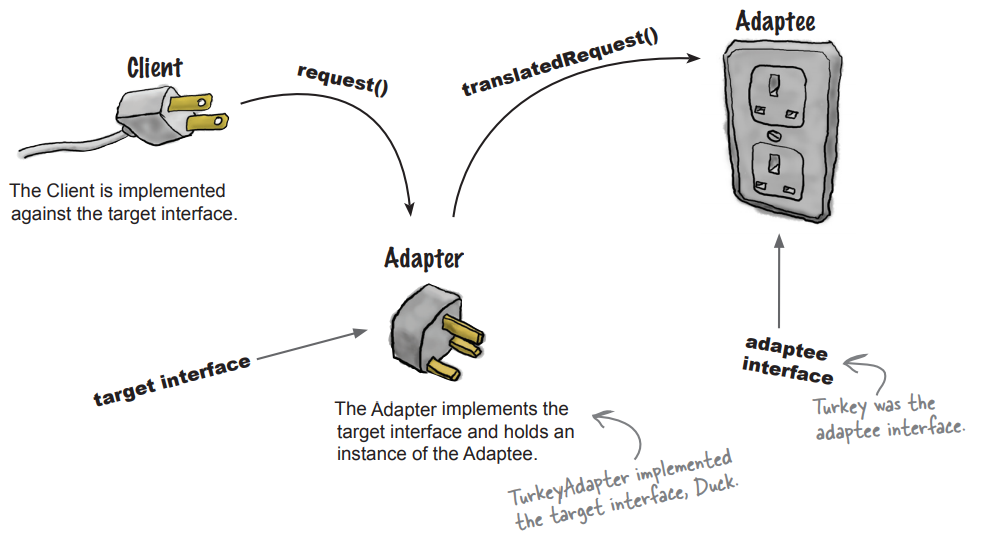 Client
request()
translatedRequest()
Adaptee
The Client is implemented
against the target interface.
Adapter
target interface
The Adapter implements the
target interface and holds an
instance of the Adaptee.
TurkeyAdapter implemented
the target interface, Duck.
adaptee
interface
Turkey was the
adaptee interface.